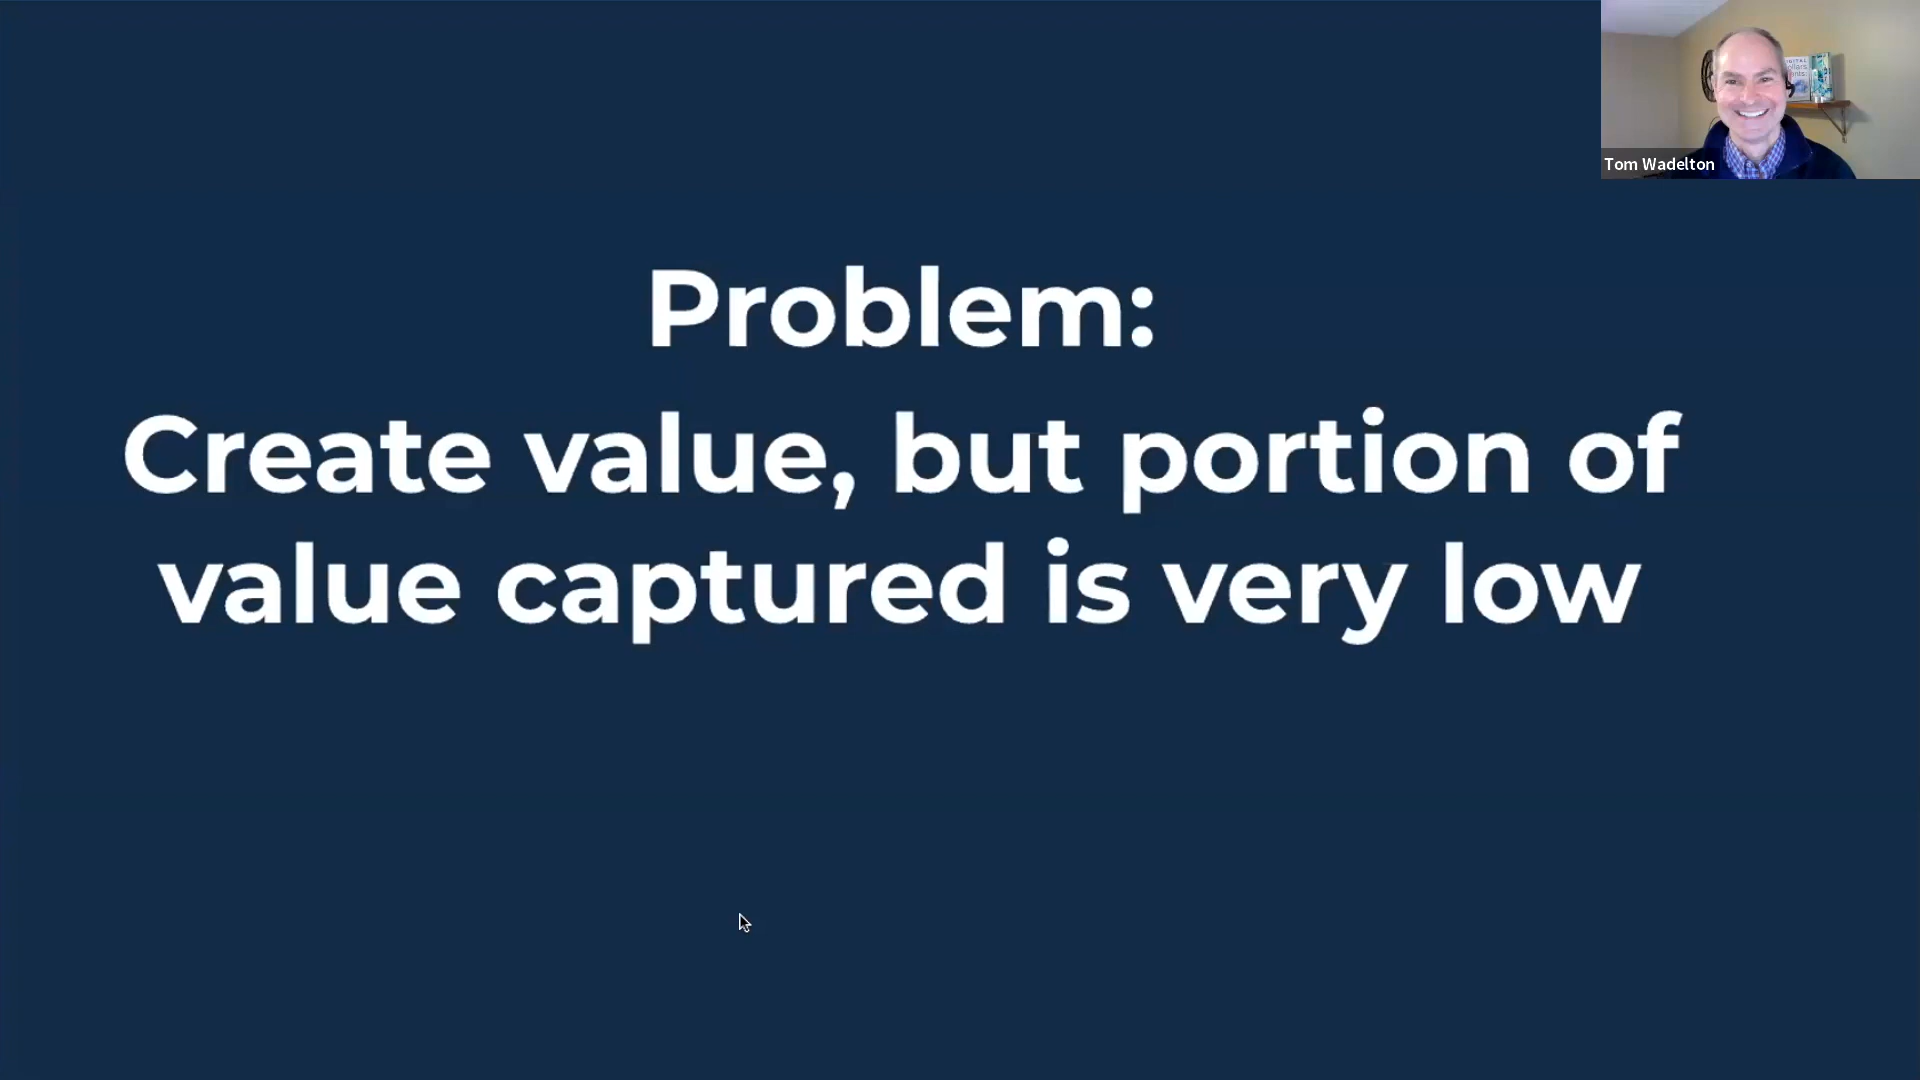 Problem:
Create value, but portion of
value captured is very low
Tom Wadelton